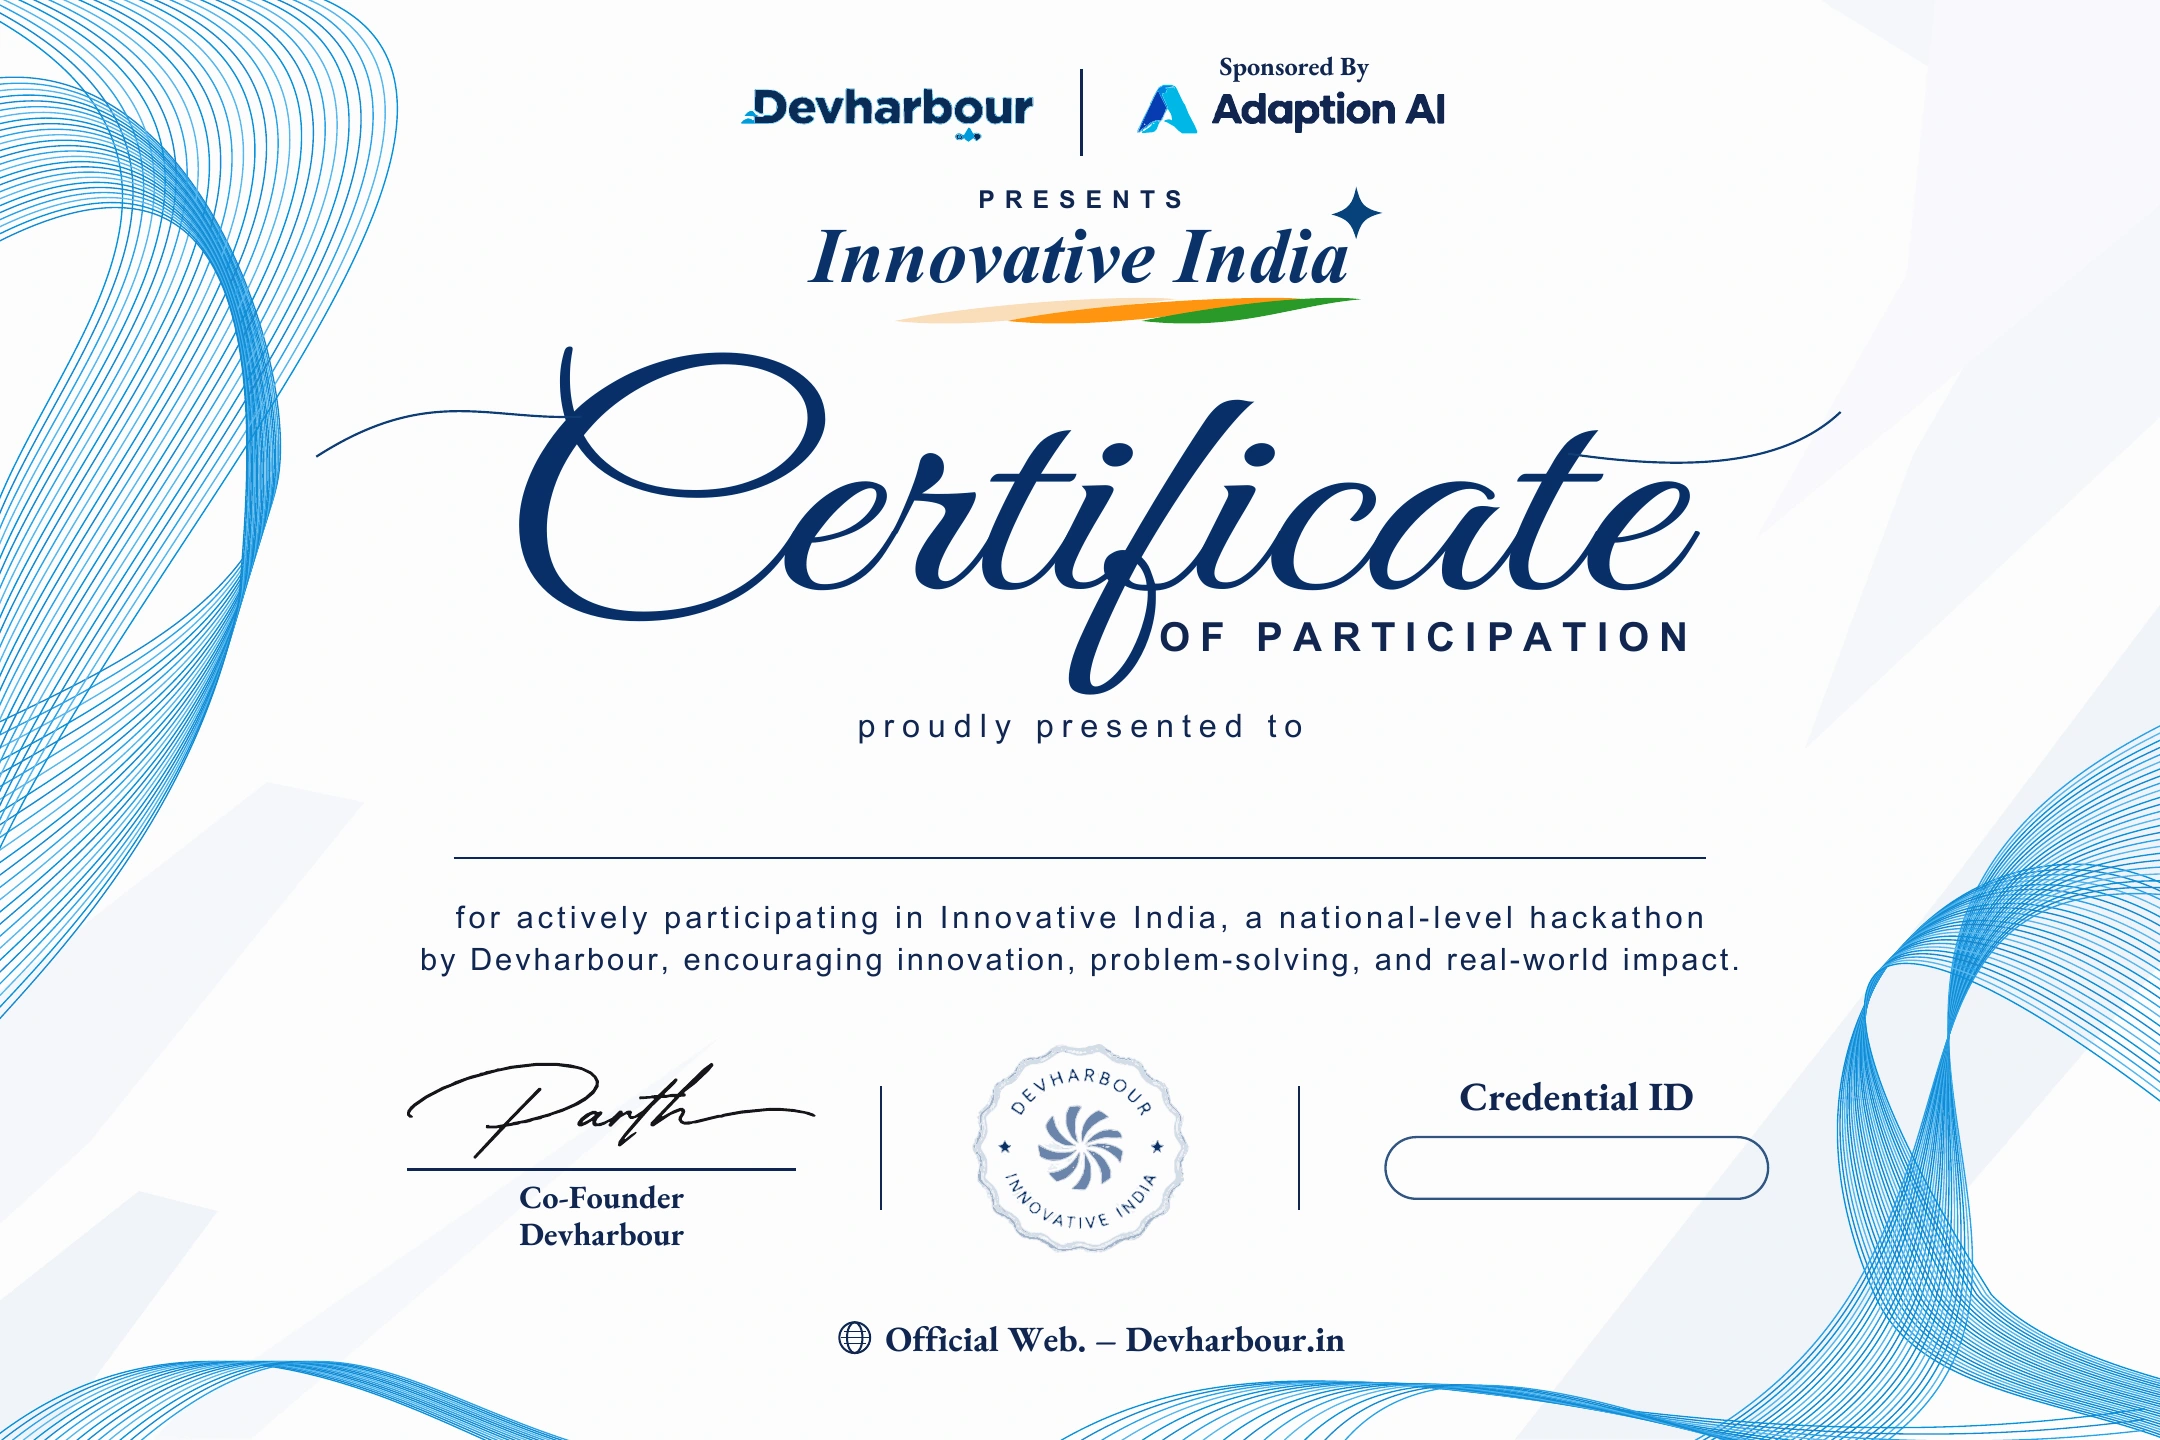 Devharbour
Sponsored By
Adaption AI
PRESENTS
Innovative India
Certificate
OF PARTICIPATION
proudly presented to
for actively participating in Innovative India, a national-level hackathon
by Devharbour, encouraging innovation, problem-solving, and real-world impact.
Parth
Co-Founder
Devharbour
DEVHARBOUR
INNOVATIVE INDIA
Credential ID
Official Web. – Devharbour.in